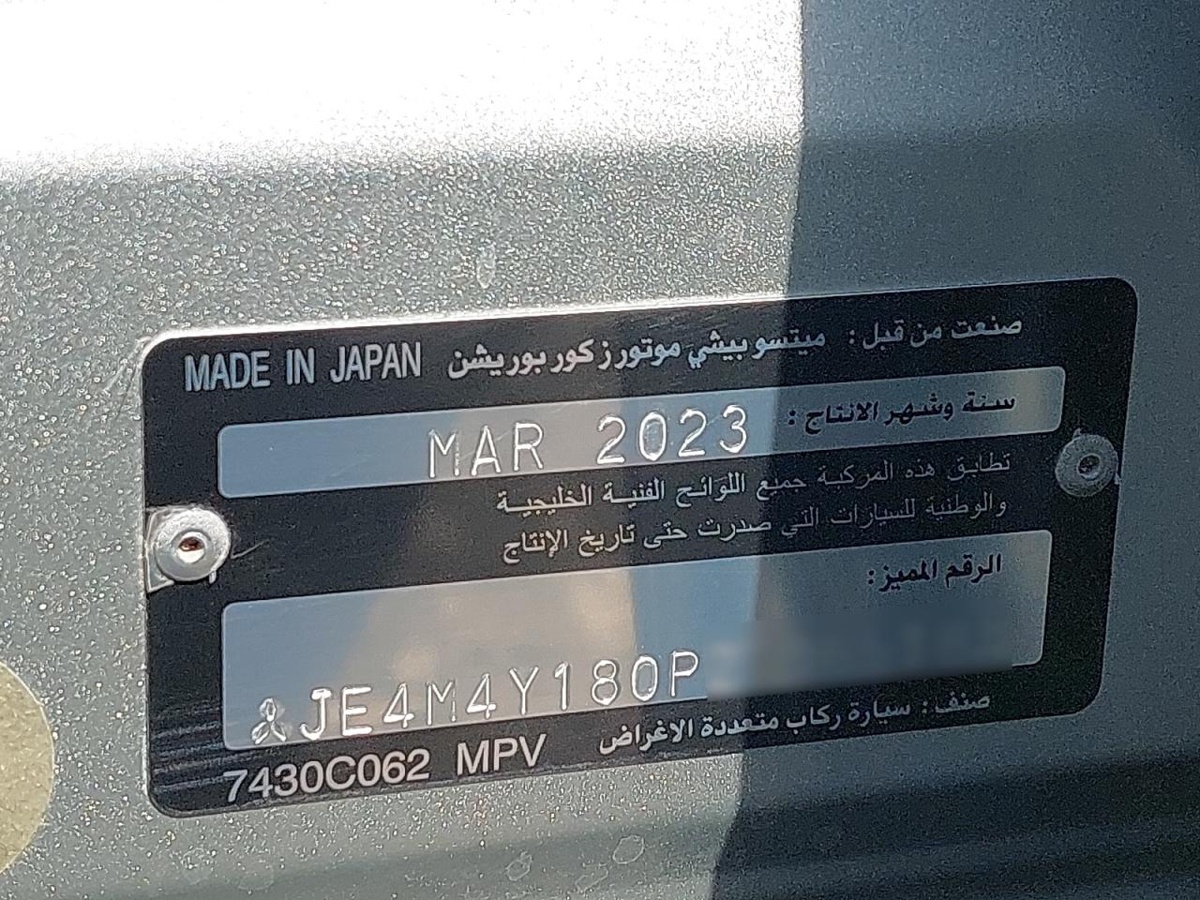 صنعت من قبل: ميتسوبيشي موتورز كوربوريشن MADE IN JAPAN
سنة وشهر الانتاج: MAR 2023
تطابق هذه المركبة جميع اللوائح الفنية الخليجية
والوطنية للسيارات التي صدرت حتى تاريخ الإنتاج
الرقم المميز:
JE4M4Y180P
صنف: سيارة ركاب متعددة الاغراض 7430C062 MPV